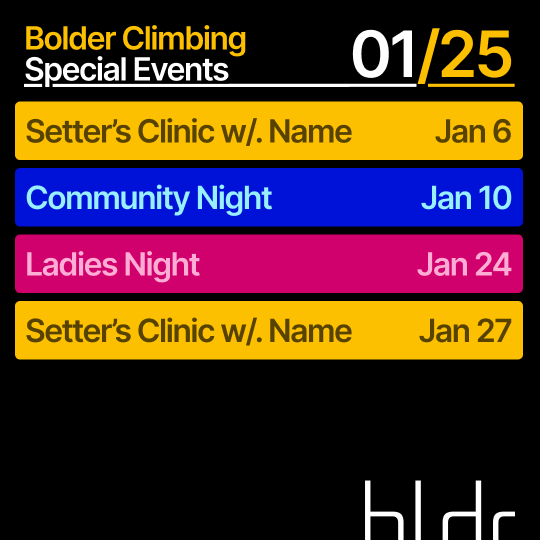 Bolder Climbing
Special Events
01/25
Setter’s Clinic w/. Name
Jan 6
Community Night
Jan 10
Ladies Night
Jan 24
Setter’s Clinic w/. Name
Jan 27
bldr